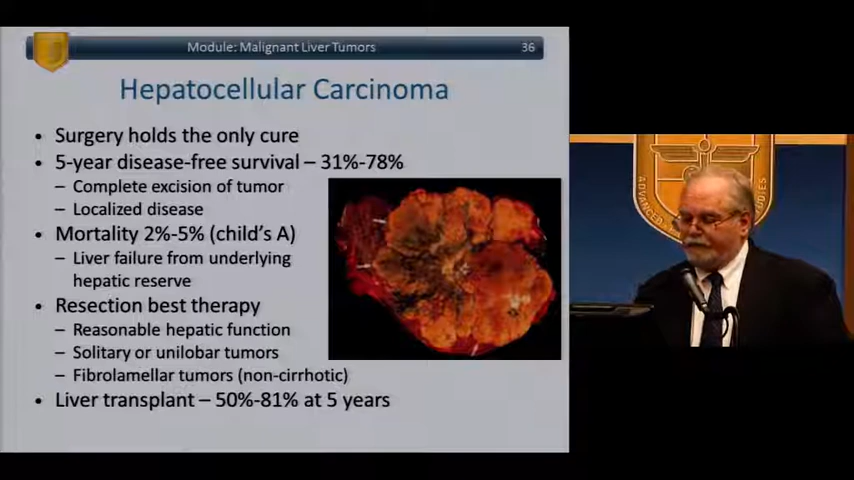 Module: Malignant Liver Tumors 36
Hepatocellular Carcinoma
• Surgery holds the only cure
• 5-year disease-free survival – 31%-78%
– Complete excision of tumor
– Localized disease
• Mortality 2%-5% (child's A)
– Liver failure from underlying
hepatic reserve
• Resection best therapy
– Reasonable hepatic function
– Solitary or unilobar tumors
– Fibrolamellar tumors (non-cirrhotic)
• Liver transplant – 50%-81% at 5 years
ADVANCED
STUDIES